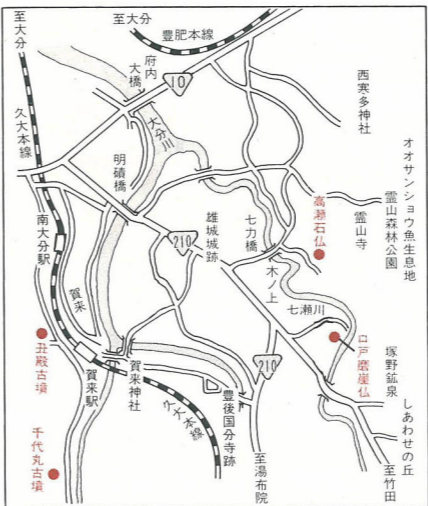 至大分
至大分
豊肥本線
久大本線
府内大橋
10
大分川
西寒多神社
明磧橋
オオサンショウ魚生息地
霊山森林公園
霊山寺
高瀬石仏
七力橋
雄城城跡
210
木ノ上
南大分駅
賀来
七瀬川
口戸磨崖仏
塚野鉱泉
しあわせの丘
丑殿古墳
賀来駅
賀来神社
久大本線
豊後国分寺跡
210
至湯布院
至竹田
千代丸古墳